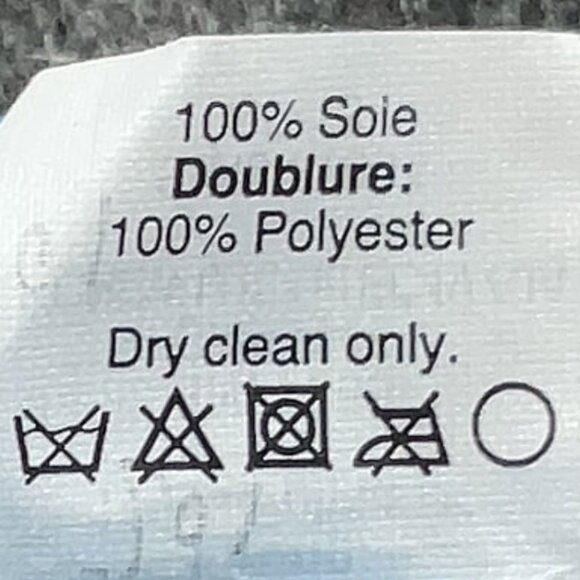 100% Soie
Doublure:
100% Polyester
Dry clean only.